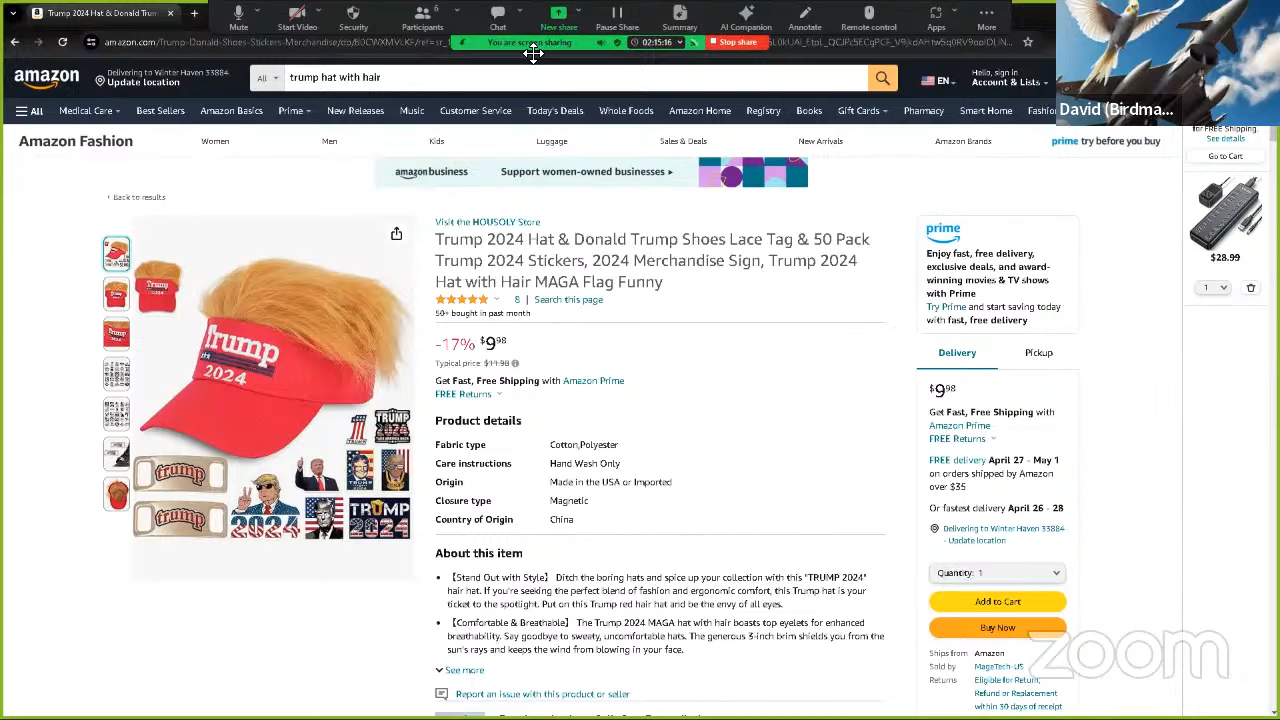 Trump 2024 Hat & Donald Trum
Mute
Start Video
Security
Participants
6
Chat
New share
Pause Share
Summary
AI Companion
Annotate
Remote control
Apps
More
You are screen sharing
02:15:16
Stop share
amazon
Delivering to Winter Haven 33884
Update location
All
trump hat with hair
EN
Hello, sign in
Account & Lists
David (Birdma...
All
Medical Care
Best Sellers
Amazon Basics
Prime
New Releases
Music
Customer Service
Today's Deals
Whole Foods
Amazon Home
Registry
Books
Gift Cards
Pharmacy
Smart Home
Amazon Fashion
Women
Men
Kids
Luggage
Sales & Deals
New Arrivals
Amazon Brands
prime try before you buy
for FREE Shipping.
See details
Go to Cart
amazon business
Support women-owned businesses ▸
‹ Back to results
Visit the HOUSOLY Store
Trump 2024 Hat & Donald Trump Shoes Lace Tag & 50 Pack
Trump 2024 Stickers, 2024 Merchandise Sign, Trump 2024
Hat with Hair MAGA Flag Funny
8 | Search this page
50+ bought in past month
-17% $9.98
Typical price: $11.98
Get Fast, Free Shipping with Amazon Prime
FREE Returns
Product details
Fabric type Cotton,Polyester
Care instructions Hand Wash Only
Origin Made in the USA or Imported
Closure type Magnetic
Country of Origin China
About this item
• 【Stand Out with Style】 Ditch the boring hats and spice up your collection with this "TRUMP 2024"
hair hat. If you're seeking the perfect blend of fashion and ergonomic comfort, this Trump hat is your
ticket to the spotlight. Put on this Trump red hair hat and be the envy of all eyes.
• 【Comfortable & Breathable】 The Trump 2024 MAGA hat with hair boasts top eyelets for enhanced
breathability. Say goodbye to sweaty, uncomfortable hats. The generous 3-inch brim shields you from the
sun's rays and keeps the wind from blowing in your face.
See more
Report an issue with this product or seller
Trump
Trump
2024
trump
trump
2024
TRUMP
TRUMP
2024
prime
Enjoy fast, free delivery,
exclusive deals, and award-
winning movies & TV shows
with Prime
Try Prime and start saving today
with fast, free delivery
Delivery
Pickup
$9.98
Get Fast, Free Shipping with
Amazon Prime
FREE Returns
FREE delivery April 27 - May 1
on orders shipped by Amazon
over $35
Or fastest delivery April 26 - 28
Delivering to Winter Haven 33884
- Update location
Quantity: 1
Add to Cart
Buy Now
Ships from Amazon
Sold by MageTech-US
Returns Eligible for Return,
Refund or Replacement
within 30 days of receipt
$28.99
1
zoom